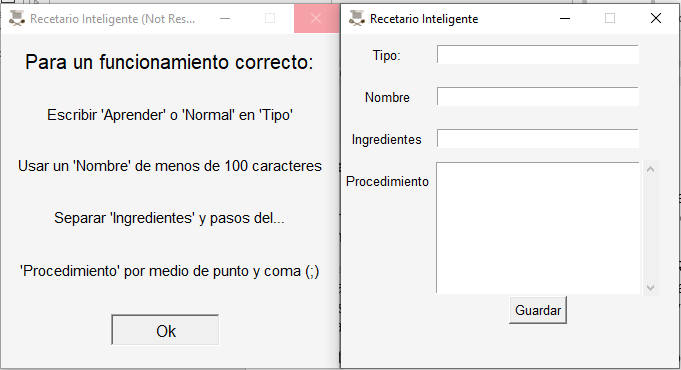 Recetario Inteligente (Not Res...
Para un funcionamiento correcto:
Escribir 'Aprender' o 'Normal' en 'Tipo'
Usar un 'Nombre' de menos de 100 caracteres
Separar 'Ingredientes' y pasos del...
'Procedimiento' por medio de punto y coma (;)
Ok
Recetario Inteligente
Tipo:
Nombre
Ingredientes
Procedimiento
Guardar